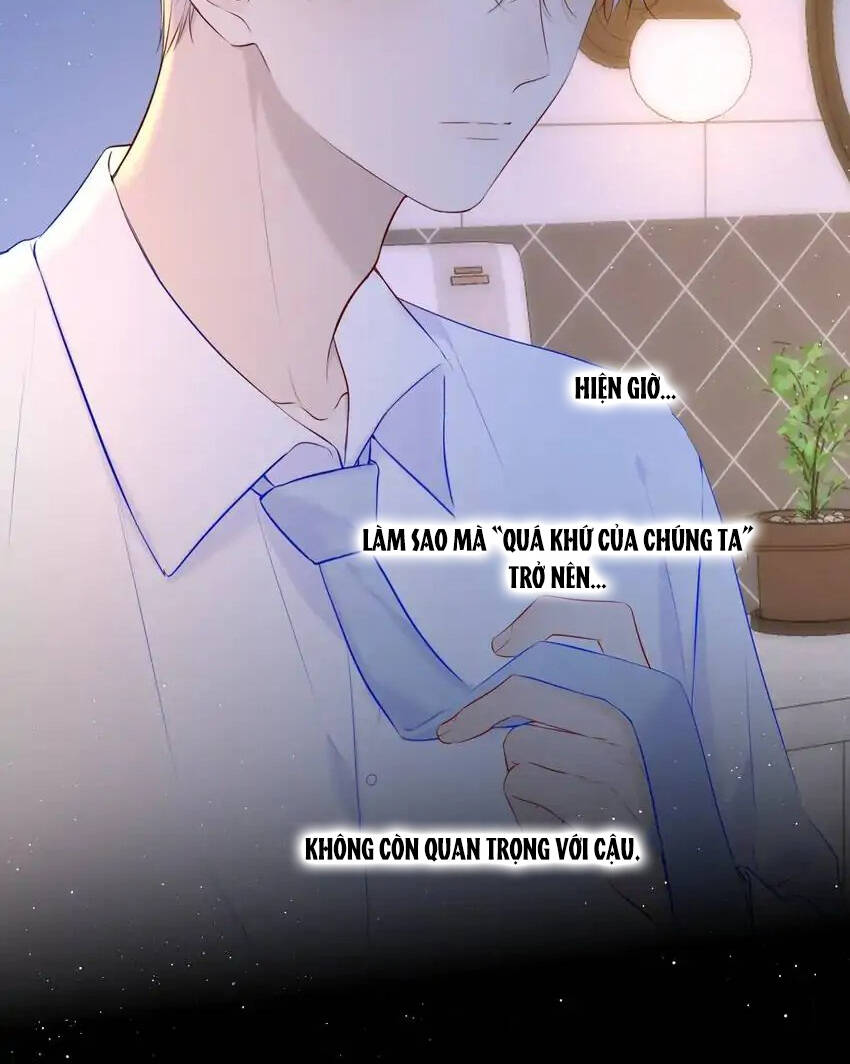 HIỆN GIỜ...
LÀM SAO MÀ "QUÁ KHỨ CỦA CHÚNG TA"
TRỞ NÊN...
KHÔNG CÒN QUAN TRỌNG VỚI CẬU.